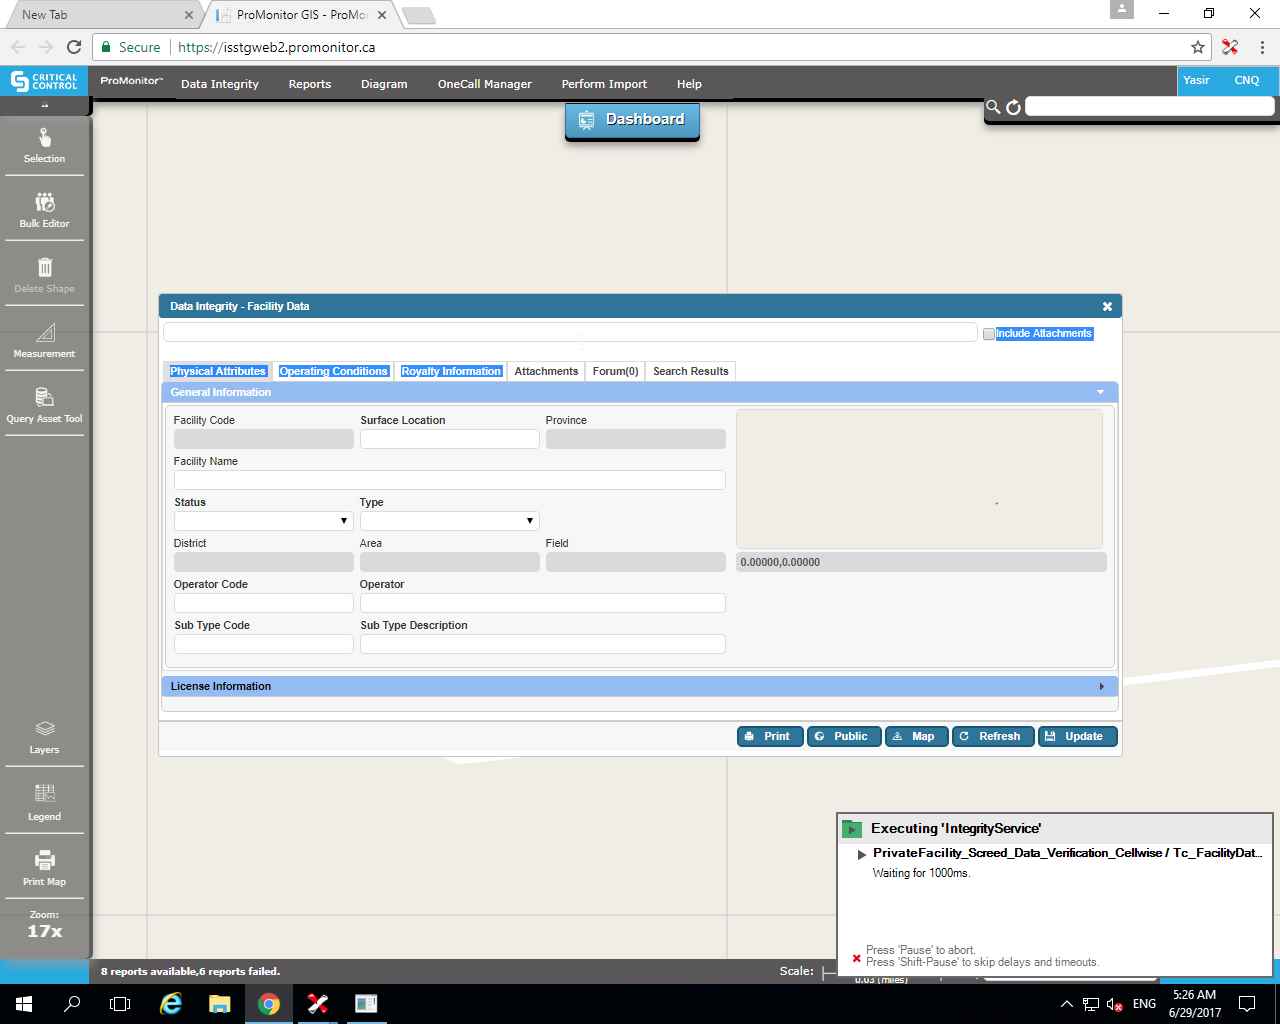 New Tab
ProMonitor GIS - ProMo
Secure
https://isstgweb2.promonitor.ca
CRITICAL CONTROL
ProMonitor™
Data Integrity
Reports
Diagram
OneCall Manager
Perform Import
Help
Yasir
CNQ
Dashboard
Selection
Bulk Editor
Delete Shape
Measurement
Query Asset Tool
Layers
Legend
Print Map
Zoom:
17x
Data Integrity - Facility Data
Include Attachments
Physical Attributes
Operating Conditions
Royalty Information
Attachments
Forum(0)
Search Results
General Information
Facility Code
Surface Location
Province
Facility Name
Status
Type
District
Area
Field
0.00000,0.00000
Operator Code
Operator
Sub Type Code
Sub Type Description
License Information
Print
Public
Map
Refresh
Update
Executing 'IntegrityService'
PrivateFacility_Screed_Data_Verification_Cellwise / Tc_FacilityDat...
Waiting for 1000ms.
Press 'Pause' to abort.
Press 'Shift-Pause' to skip delays and timeouts.
8 reports available,6 reports failed.
Scale:
0.03 (miles)
ENG
5:26 AM
6/29/2017